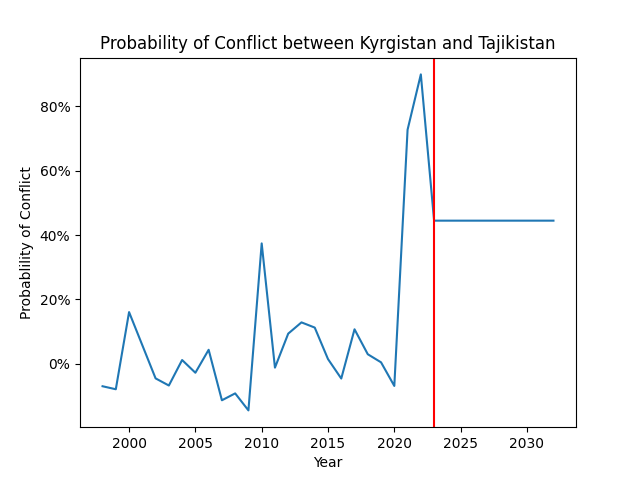 Probability of Conflict between Kyrgistan and Tajikistan
80%
60%
40%
20%
0%
Probablility of Conflict
2000 2005 2010 2015 2020 2025 2030
Year